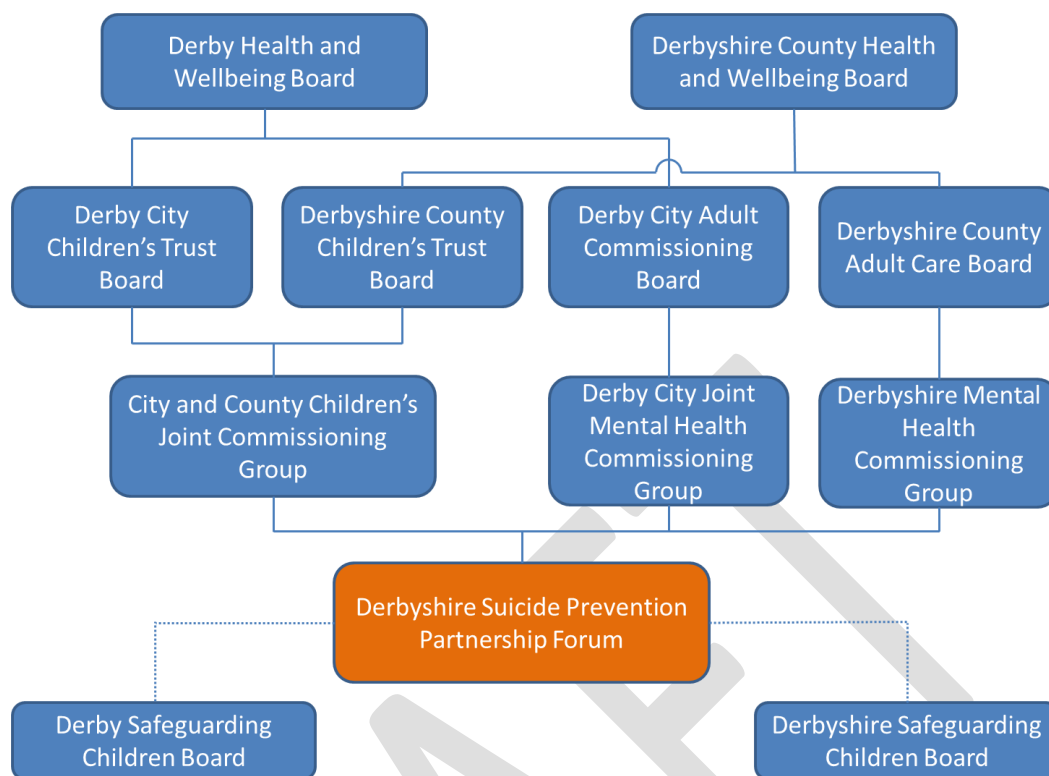 Derby Health and
Wellbeing Board
Derbyshire County Health
and Wellbeing Board
Derby City
Children’s Trust
Board
Derbyshire County
Children’s Trust
Board
Derby City Adult
Commissioning
Board
Derbyshire County
Adult Care Board
City and County Children’s
Joint Commissioning
Group
Derby City Joint
Mental Health
Commissioning
Group
Derbyshire Mental
Health
Commissioning
Group
Derbyshire Suicide Prevention
Partnership Forum
Derby Safeguarding
Children Board
Derbyshire Safeguarding
Children Board